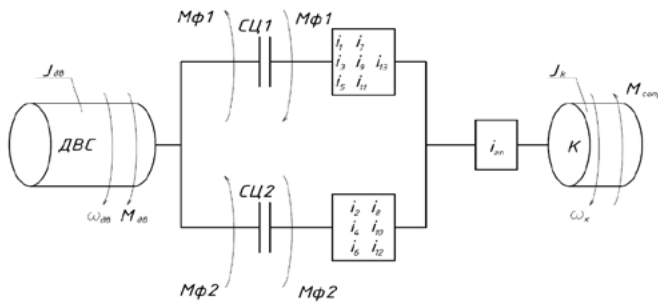 Мф1 СЦ1 Мф1
i₁ i₇
i₃ i₉ i₁₃
i₅ i₁₁
Jдв
ДВС
ωдв Mдв
Jк
Mсопр
К
ωк
iгп
СЦ2
i₂ i₈
i₄ i₁₀
i₆ i₁₂
Мф2 Мф2